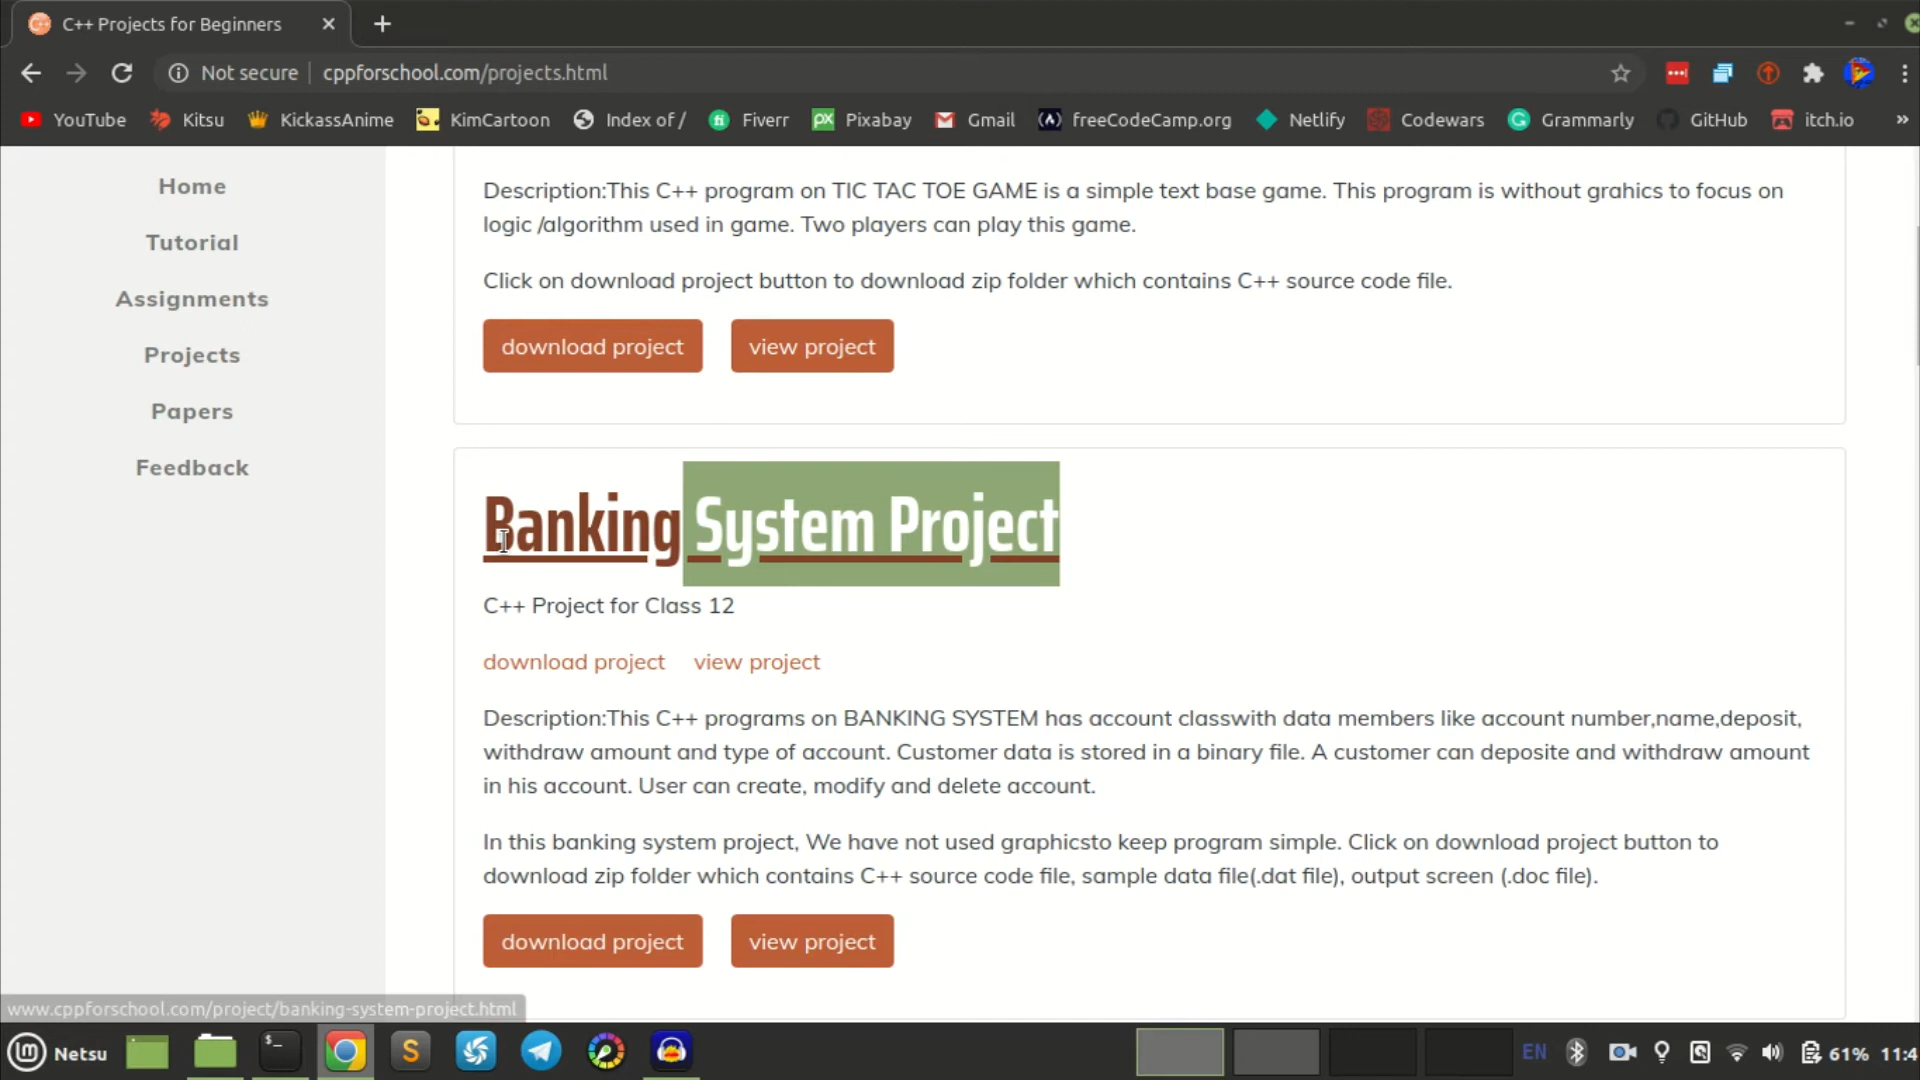 C++ Projects for Beginners
Not secure cppforschool.com/projects.html
YouTube Kitsu KickassAnime KimCartoon Index of / Fiverr Pixabay Gmail freeCodeCamp.org Netlify Codewars Grammarly GitHub itch.io »
Home
Tutorial
Assignments
Projects
Papers
Feedback
Description:This C++ program on TIC TAC TOE GAME is a simple text base game. This program is without grahics to focus on
logic /algorithm used in game. Two players can play this game.
Click on download project button to download zip folder which contains C++ source code file.
download project view project
Banking System Project
C++ Project for Class 12
download project view project
Description:This C++ programs on BANKING SYSTEM has account classwith data members like account number,name,deposit,
withdraw amount and type of account. Customer data is stored in a binary file. A customer can deposite and withdraw amount
in his account. User can create, modify and delete account.
In this banking system project, We have not used graphicsto keep program simple. Click on download project button to
download zip folder which contains C++ source code file, sample data file(.dat file), output screen (.doc file).
download project view project
www.cppforschool.com/project/banking-system-project.html
Netsu EN 61% 11:4